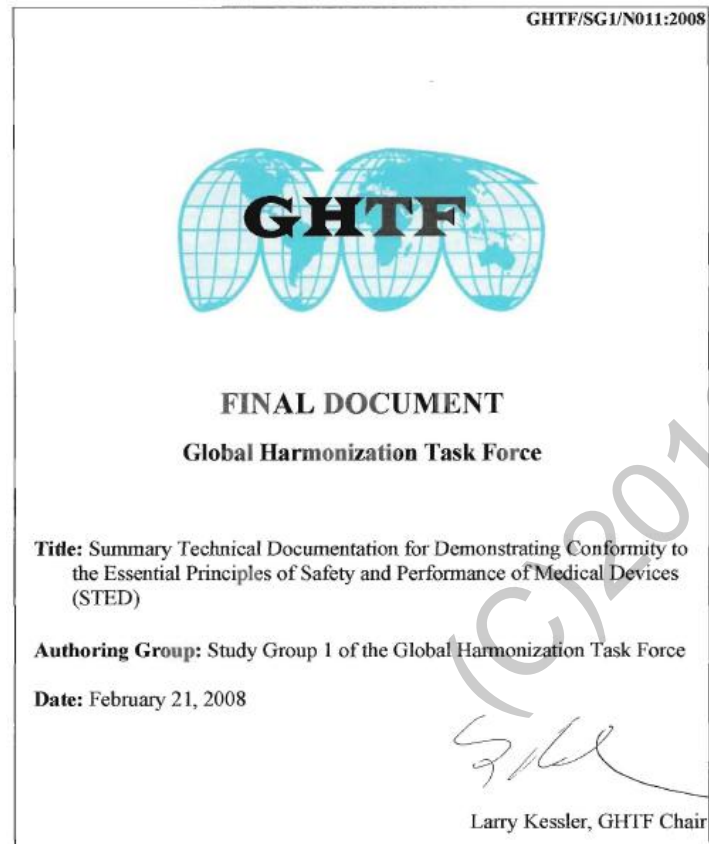 GHTF/SG1/N011:2008
GHTF
FINAL DOCUMENT
Global Harmonization Task Force
Title: Summary Technical Documentation for Demonstrating Conformity to
the Essential Principles of Safety and Performance of Medical Devices
(STED)
Authoring Group: Study Group 1 of the Global Harmonization Task Force
Date: February 21, 2008
Larry Kessler, GHTF Chair
(C)201